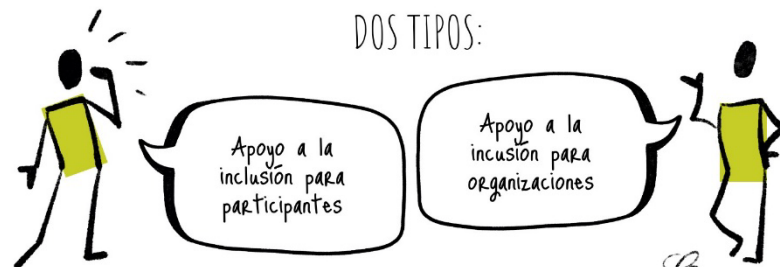 DOS TIPOS:
Apoyo a la
inclusión para
participantes
Apoyo a la
incusión para
organizaciones